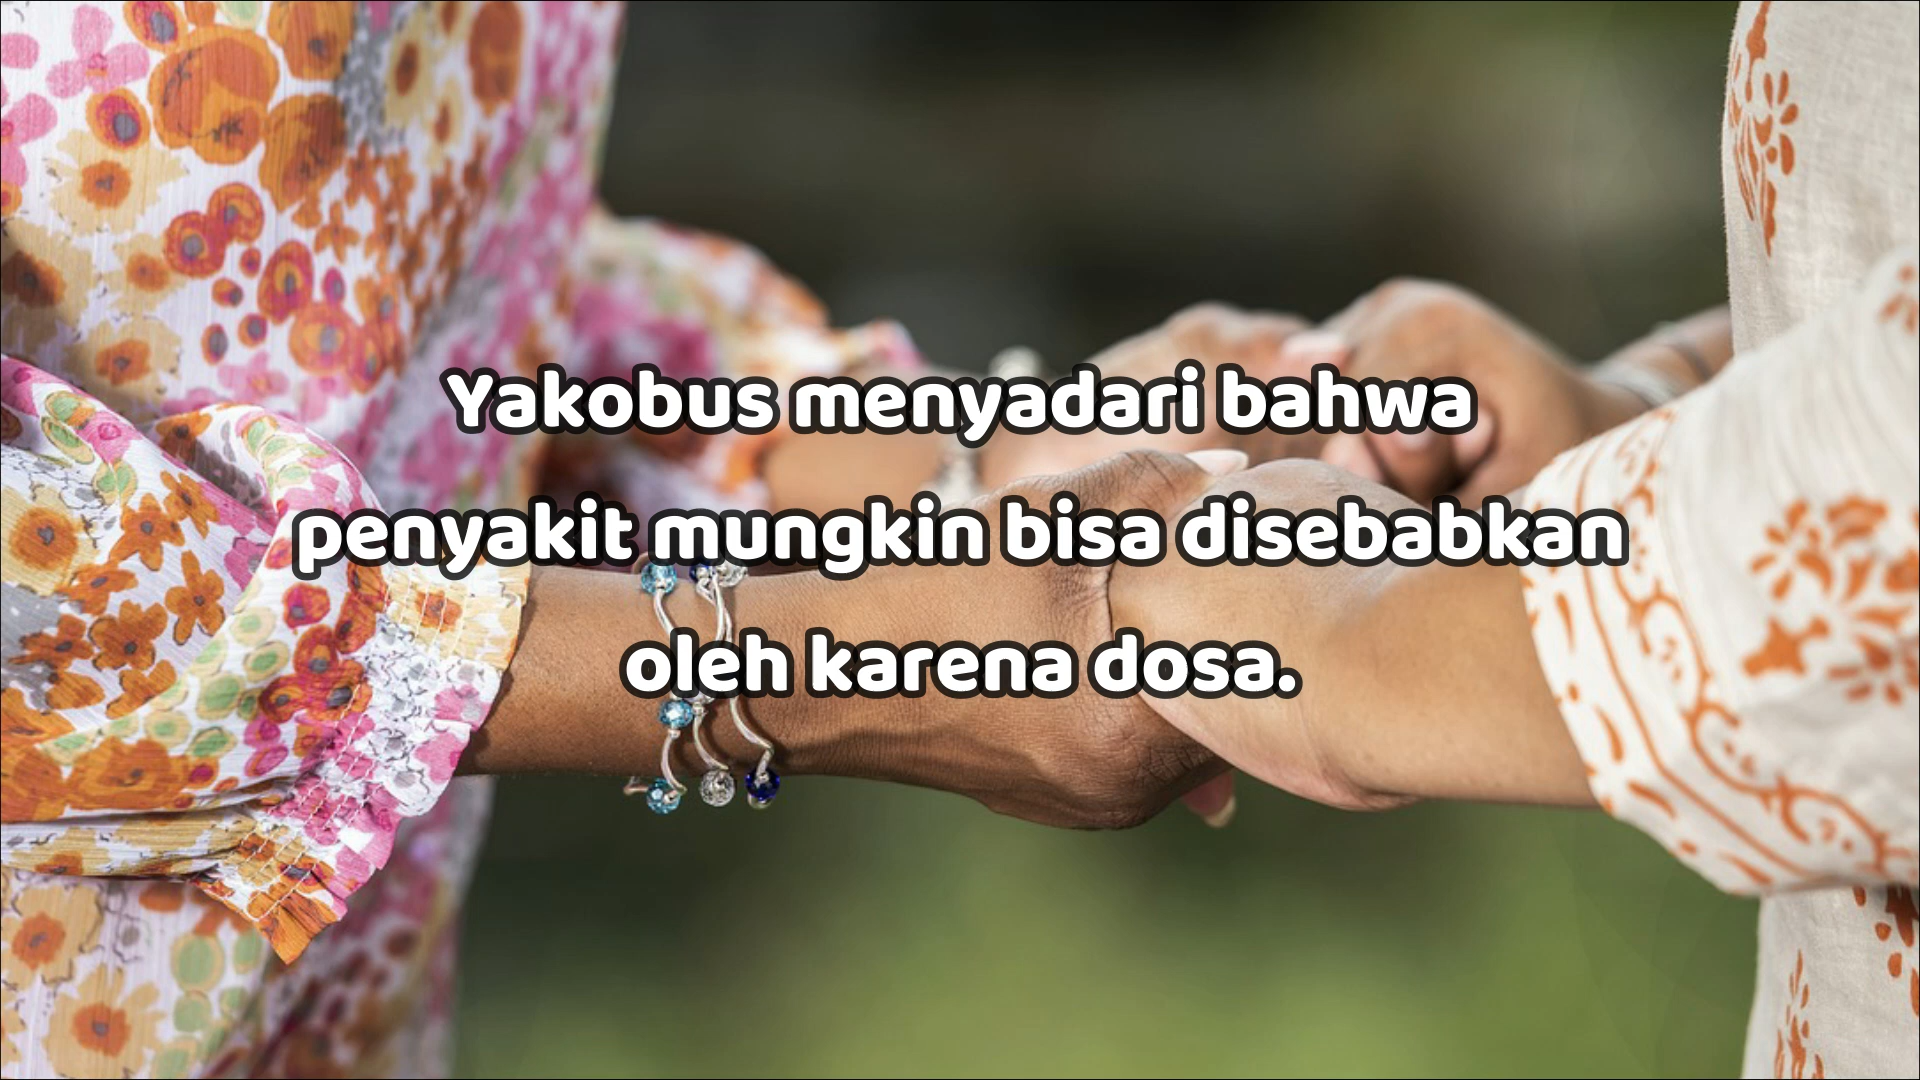 Yakobus menyadari bahwa
penyakit mungkin bisa disebabkan
oleh karena dosa.